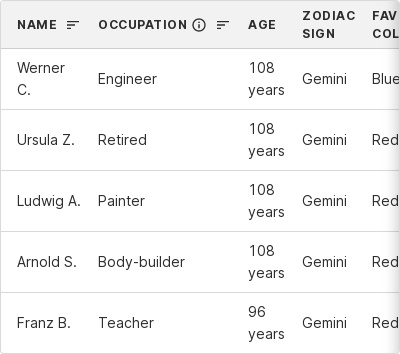 NAME OCCUPATION AGE ZODIAC SIGN FAV COL
Werner C. Engineer 108 years Gemini Blue
Ursula Z. Retired 108 years Gemini Red
Ludwig A. Painter 108 years Gemini Red
Arnold S. Body-builder 108 years Gemini Red
Franz B. Teacher 96 years Gemini Red